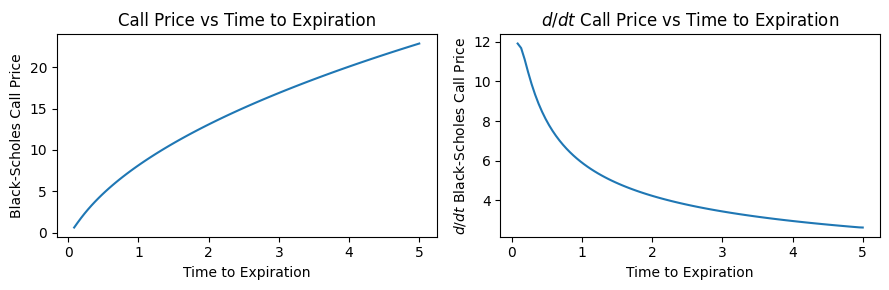 Call Price vs Time to Expiration
Black-Scholes Call Price
20
15
10
5
0
0 1 2 3 4 5
Time to Expiration
d/dt Call Price vs Time to Expiration
d/dt Black-Scholes Call Price
12
10
8
6
4
0 1 2 3 4 5
Time to Expiration